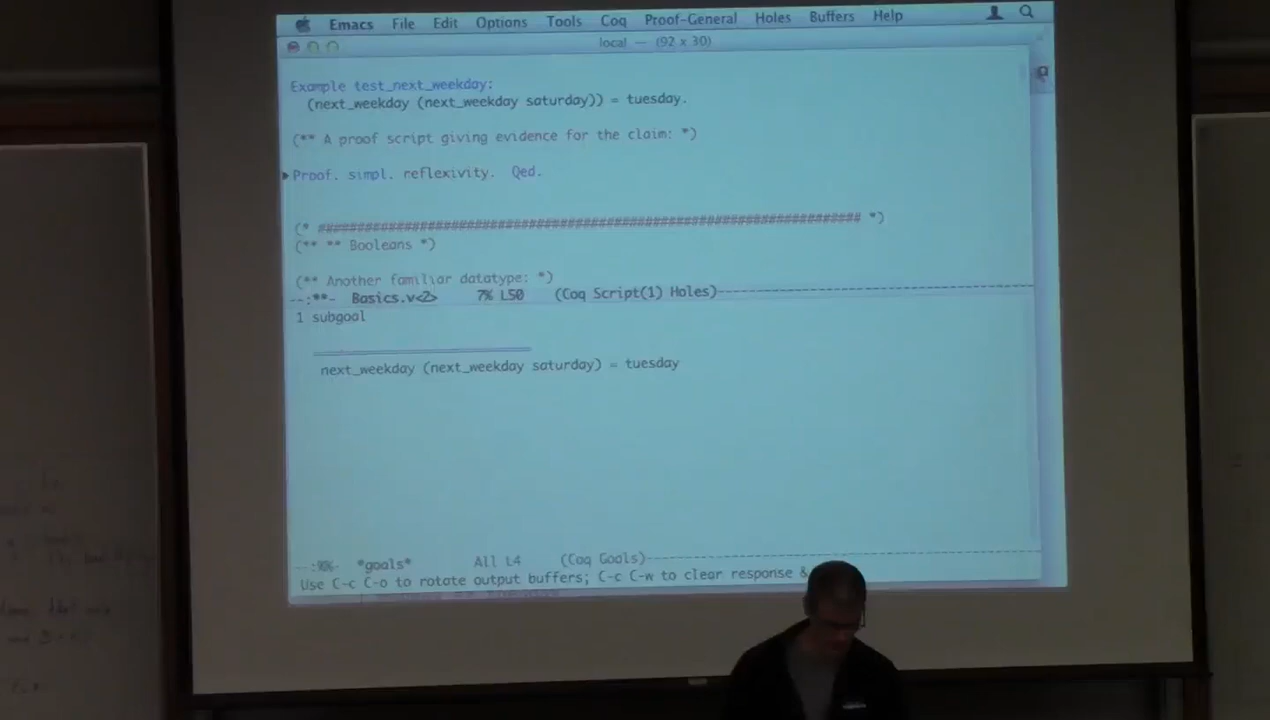 Emacs File Edit Options Tools Coq Proof-General Holes Buffers Help
local — (92 x 30)
Example test_next_weekday:
(next_weekday (next_weekday saturday)) = tuesday.
(** A proof script giving evidence for the claim: *)
Proof. simpl. reflexivity. Qed.
(* #################################################################### *)
(** ** Booleans *)
(** Another familiar datatype: *)
--:**- Basics.v<2> 7% L50 (Coq Script(1) Holes)
1 subgoal
next_weekday (next_weekday saturday) = tuesday
--:%%- *goals* All L4 (Coq Goals)
Use C-c C-o to rotate output buffers; C-c C-w to clear response &